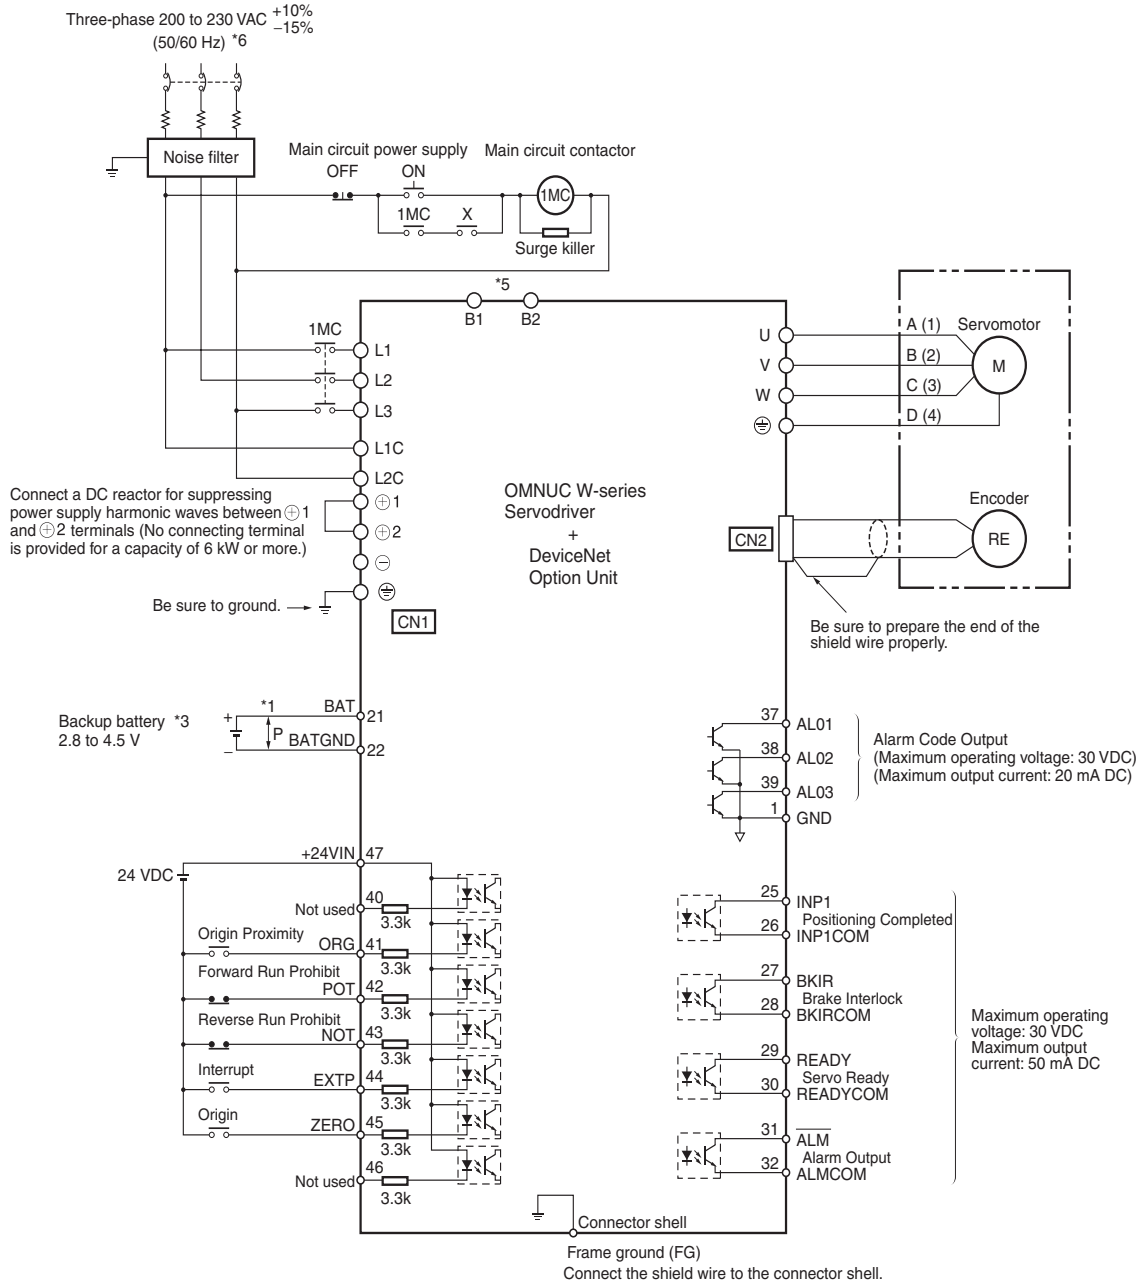 Three-phase 200 to 230 VAC +10%
−15%
(50/60 Hz) *6
Noise filter
Main circuit power supply
OFF
ON
Main circuit contactor
1MC
1MC
X
Surge killer
*5
B1
B2
1MC
L1
L2
L3
L1C
L2C
⊕1
⊕2
⊖
Connect a DC reactor for suppressing
power supply harmonic waves between ⊕1
and ⊕2 terminals (No connecting terminal
is provided for a capacity of 6 kW or more.)
Be sure to ground.
CN1
OMNUC W-series
Servodriver
+
DeviceNet
Option Unit
U
V
W
A (1)
B (2)
C (3)
D (4)
Servomotor
M
CN2
Encoder
RE
Be sure to prepare the end of the
shield wire properly.
Backup battery *3
2.8 to 4.5 V
+
−
*1
P
BAT
21
BATGND
22
37
AL01
38
AL02
39
AL03
1
GND
Alarm Code Output
(Maximum operating voltage: 30 VDC)
(Maximum output current: 20 mA DC)
+24VIN
47
24 VDC
Not used
40
3.3k
Origin Proximity
ORG
41
3.3k
Forward Run Prohibit
POT
42
3.3k
Reverse Run Prohibit
NOT
43
3.3k
Interrupt
EXTP
44
3.3k
Origin
ZERO
45
3.3k
Not used
46
3.3k
25
INP1
Positioning Completed
26
INP1COM
27
BKIR
Brake Interlock
28
BKIRCOM
29
READY
Servo Ready
30
READYCOM
31
ALM
Alarm Output
32
ALMCOM
Maximum operating
voltage: 30 VDC
Maximum output
current: 50 mA DC
Connector shell
Frame ground (FG)
Connect the shield wire to the connector shell.